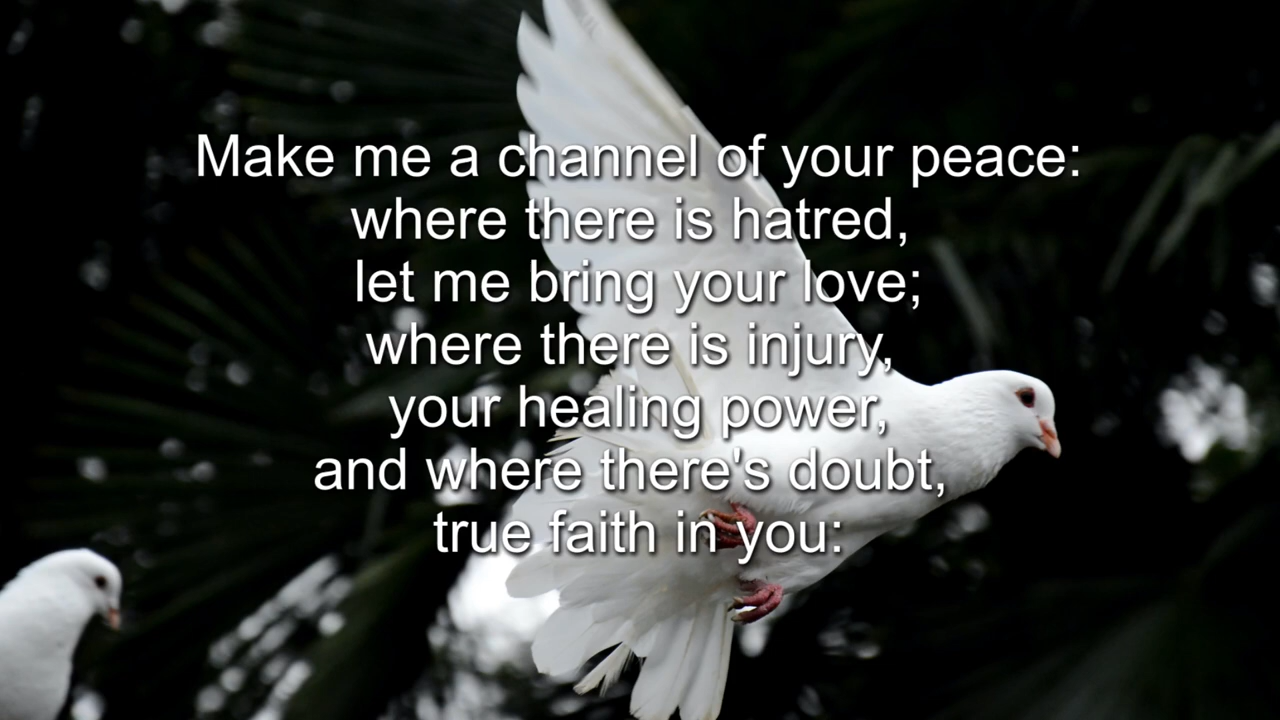 Make me a channel of your peace:
where there is hatred,
let me bring your love;
where there is injury,
your healing power,
and where there's doubt,
true faith in you: